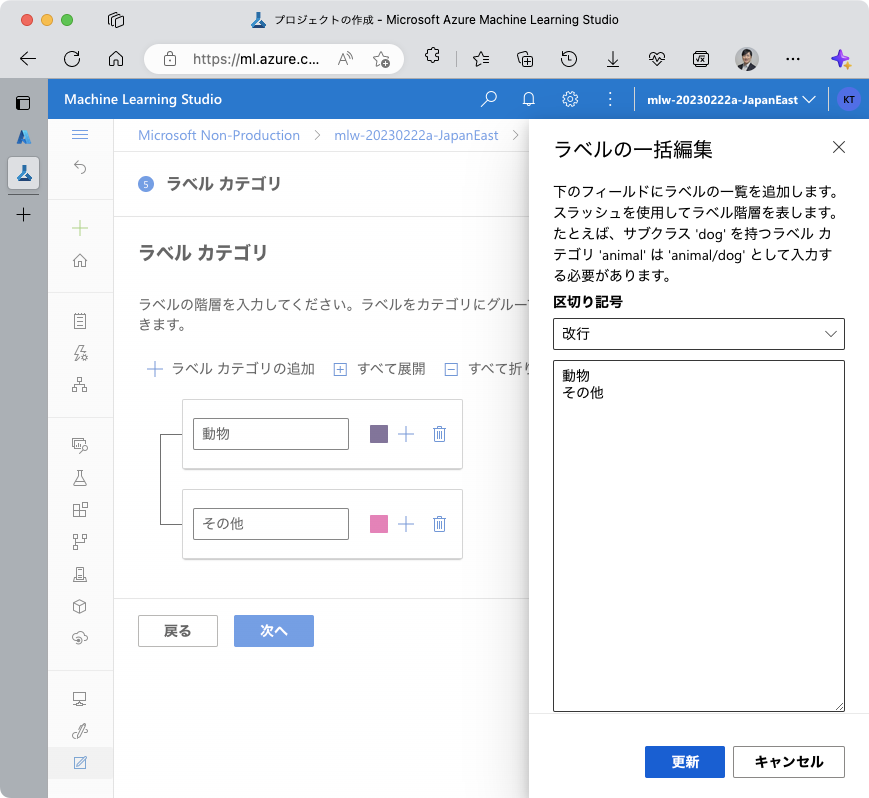 プロジェクトの作成 - Microsoft Azure Machine Learning Studio
https://ml.azure.c...
Machine Learning Studio
mlw-20230222a-JapanEast
KT
Microsoft Non-Production > mlw-20230222a-JapanEast >
5 ラベル カテゴリ
ラベル カテゴリ
ラベルの階層を入力してください。ラベルをカテゴリにグルー
きます。
ラベル カテゴリの追加 すべて展開 すべて折り
動物
その他
戻る 次へ
ラベルの一括編集
下のフィールドにラベルの一覧を追加します。
スラッシュを使用してラベル階層を表します。
たとえば、サブクラス 'dog' を持つラベル カ
テゴリ 'animal' は 'animal/dog' として入力す
る必要があります。
区切り記号
改行
動物
その他
更新 キャンセル